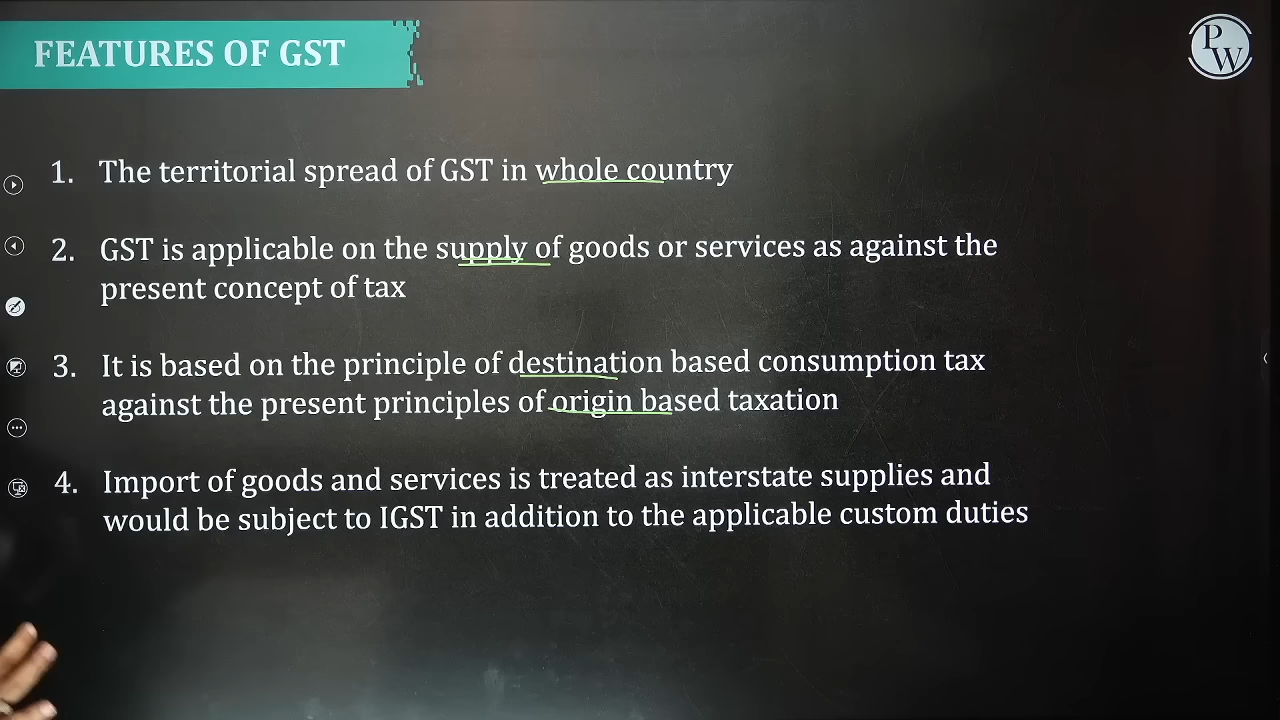 FEATURES OF GST
PW
1. The territorial spread of GST in whole country
2. GST is applicable on the supply of goods or services as against the
present concept of tax
3. It is based on the principle of destination based consumption tax
against the present principles of origin based taxation
4. Import of goods and services is treated as interstate supplies and
would be subject to IGST in addition to the applicable custom duties